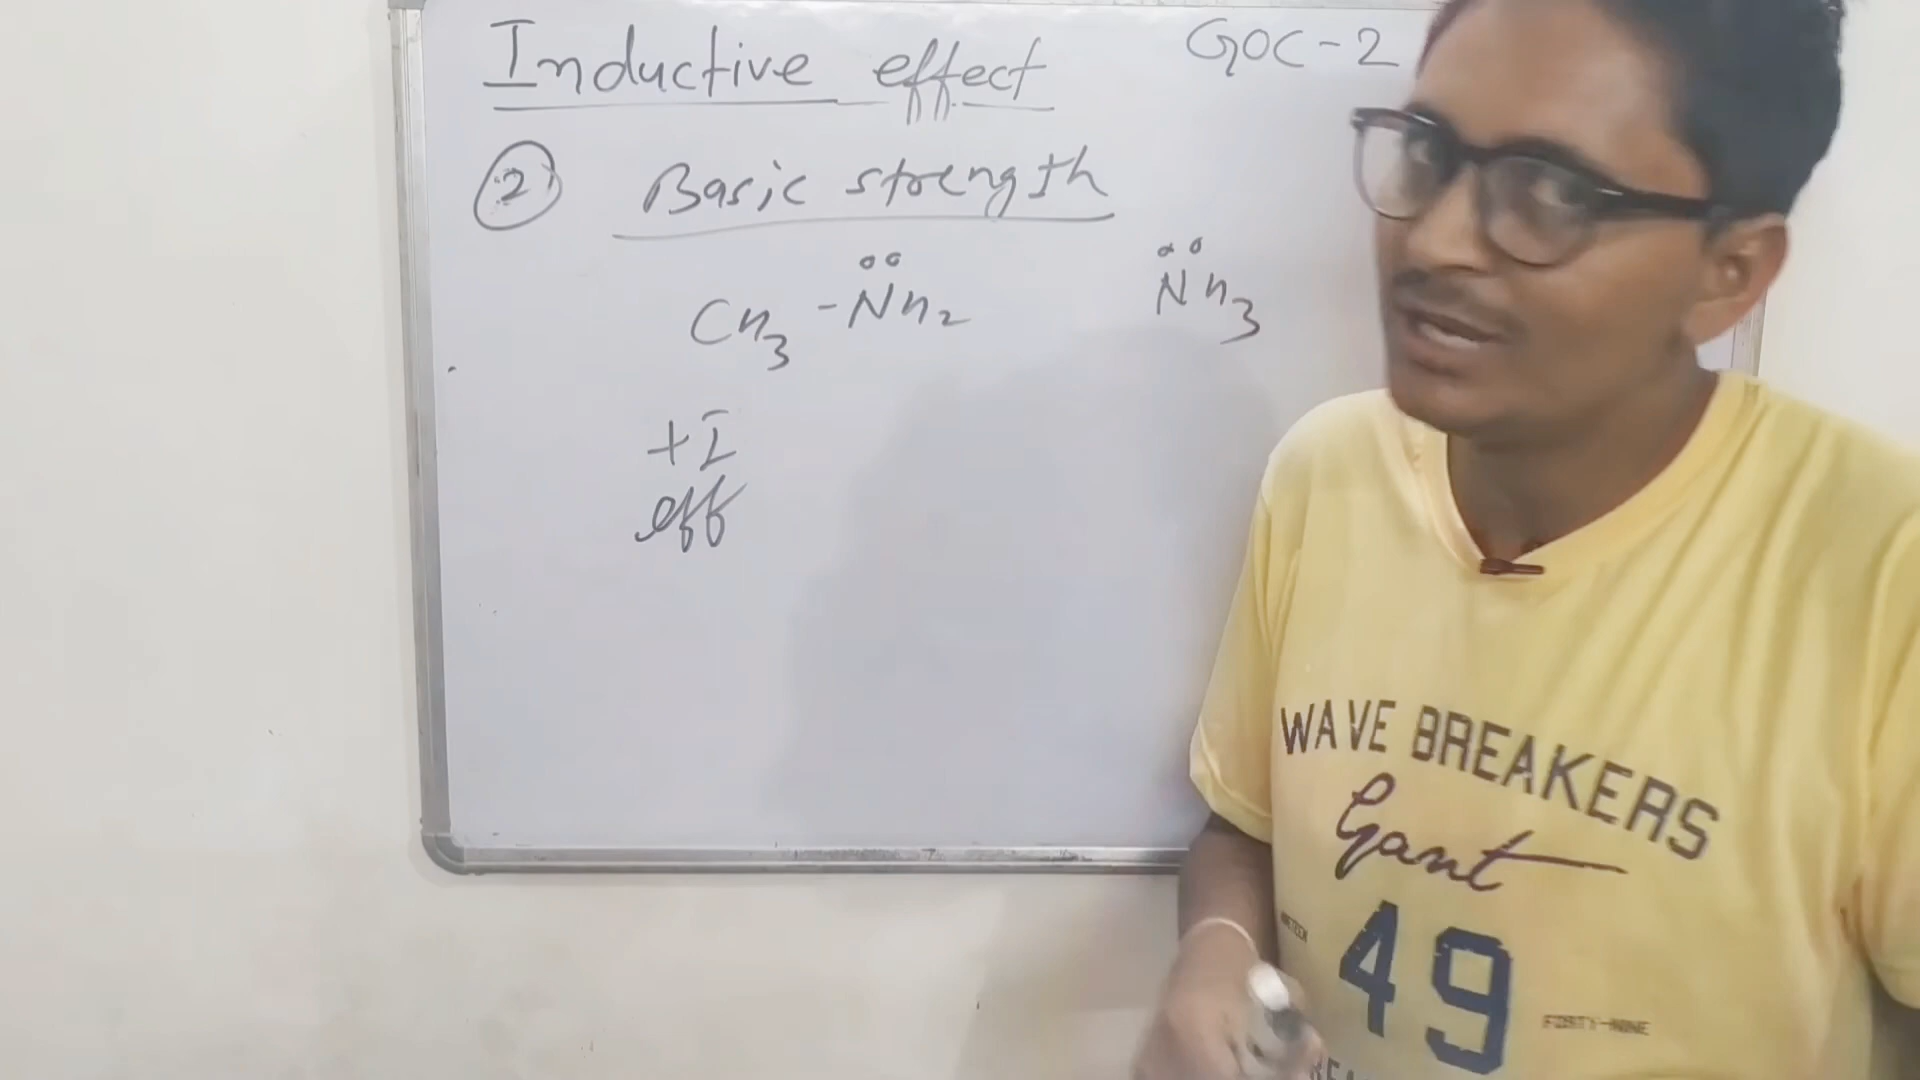 Inductive effect
GOC-2
2 Basic strength
CH3 - NH2
NH3
+I
eff
WAVE BREAKERS
Gant
49
FORTY-NINE